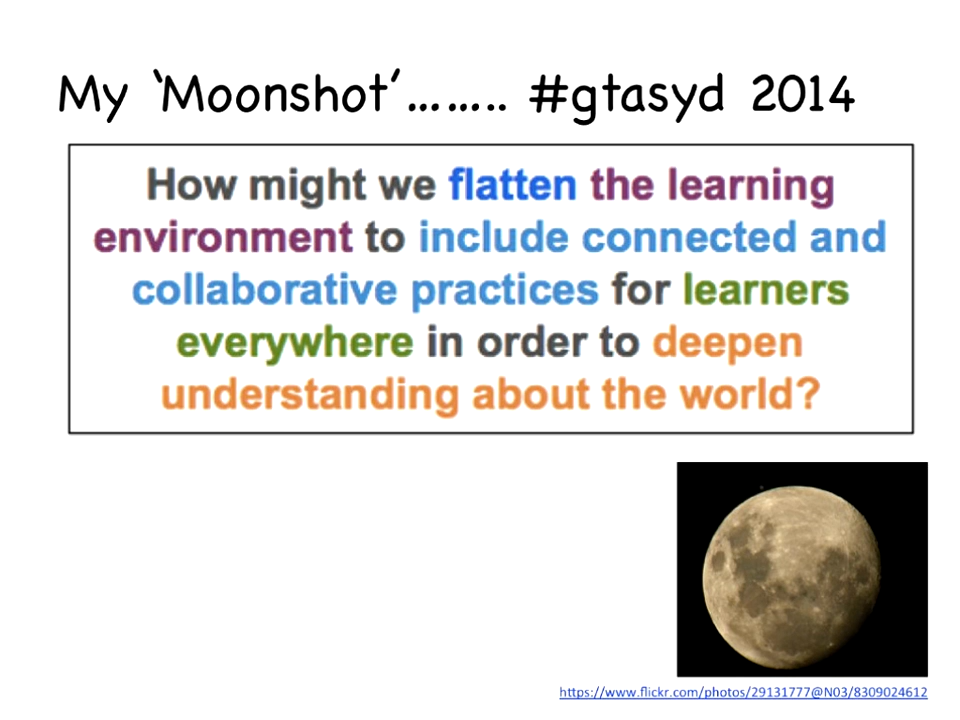 My ‘Moonshot’…….. #gtasyd 2014
How might we flatten the learning
environment to include connected and
collaborative practices for learners
everywhere in order to deepen
understanding about the world?
https://www.flickr.com/photos/29131777@N03/8309024612